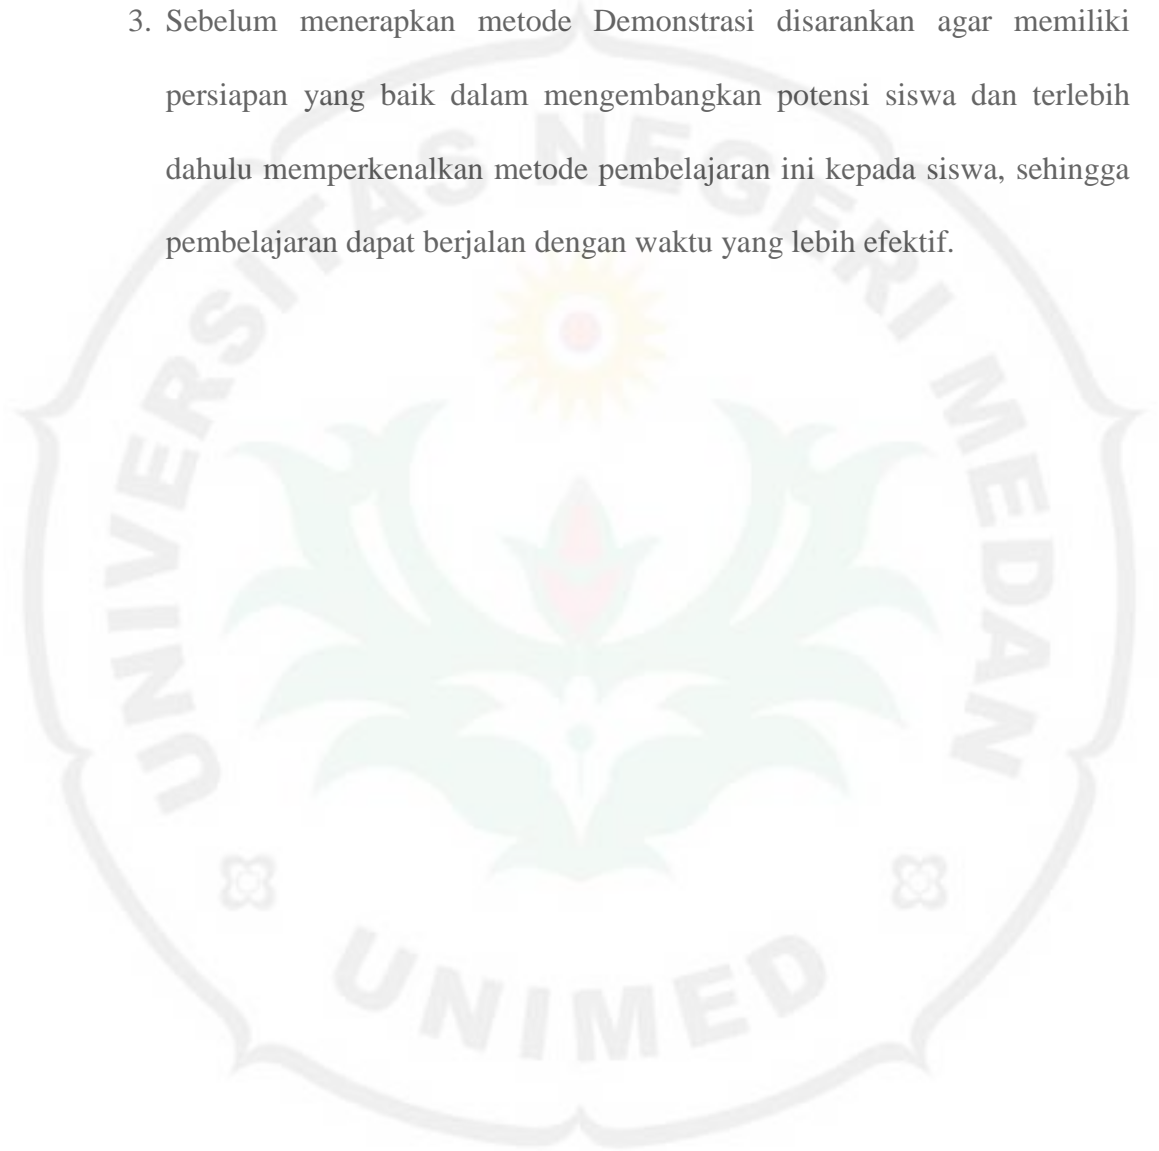 3. Sebelum menerapkan metode Demonstrasi disarankan agar memiliki
persiapan yang baik dalam mengembangkan potensi siswa dan terlebih
dahulu memperkenalkan metode pembelajaran ini kepada siswa, sehingga
pembelajaran dapat berjalan dengan waktu yang lebih efektif.
UNIVERSITAS NEGERI MEDAN
UNIMED